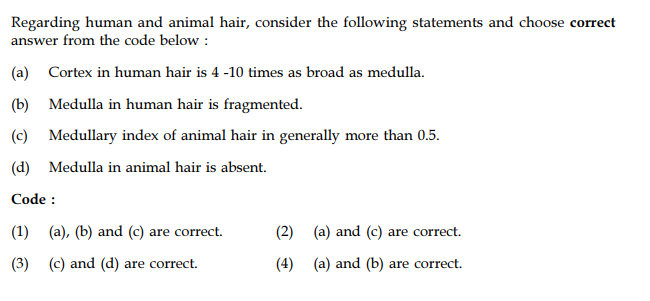 Regarding human and animal hair, consider the following statements and choose correct
answer from the code below :
(a) Cortex in human hair is 4 -10 times as broad as medulla.
(b) Medulla in human hair is fragmented.
(c) Medullary index of animal hair in generally more than 0.5.
(d) Medulla in animal hair is absent.
Code :
(1) (a), (b) and (c) are correct. (2) (a) and (c) are correct.
(3) (c) and (d) are correct. (4) (a) and (b) are correct.